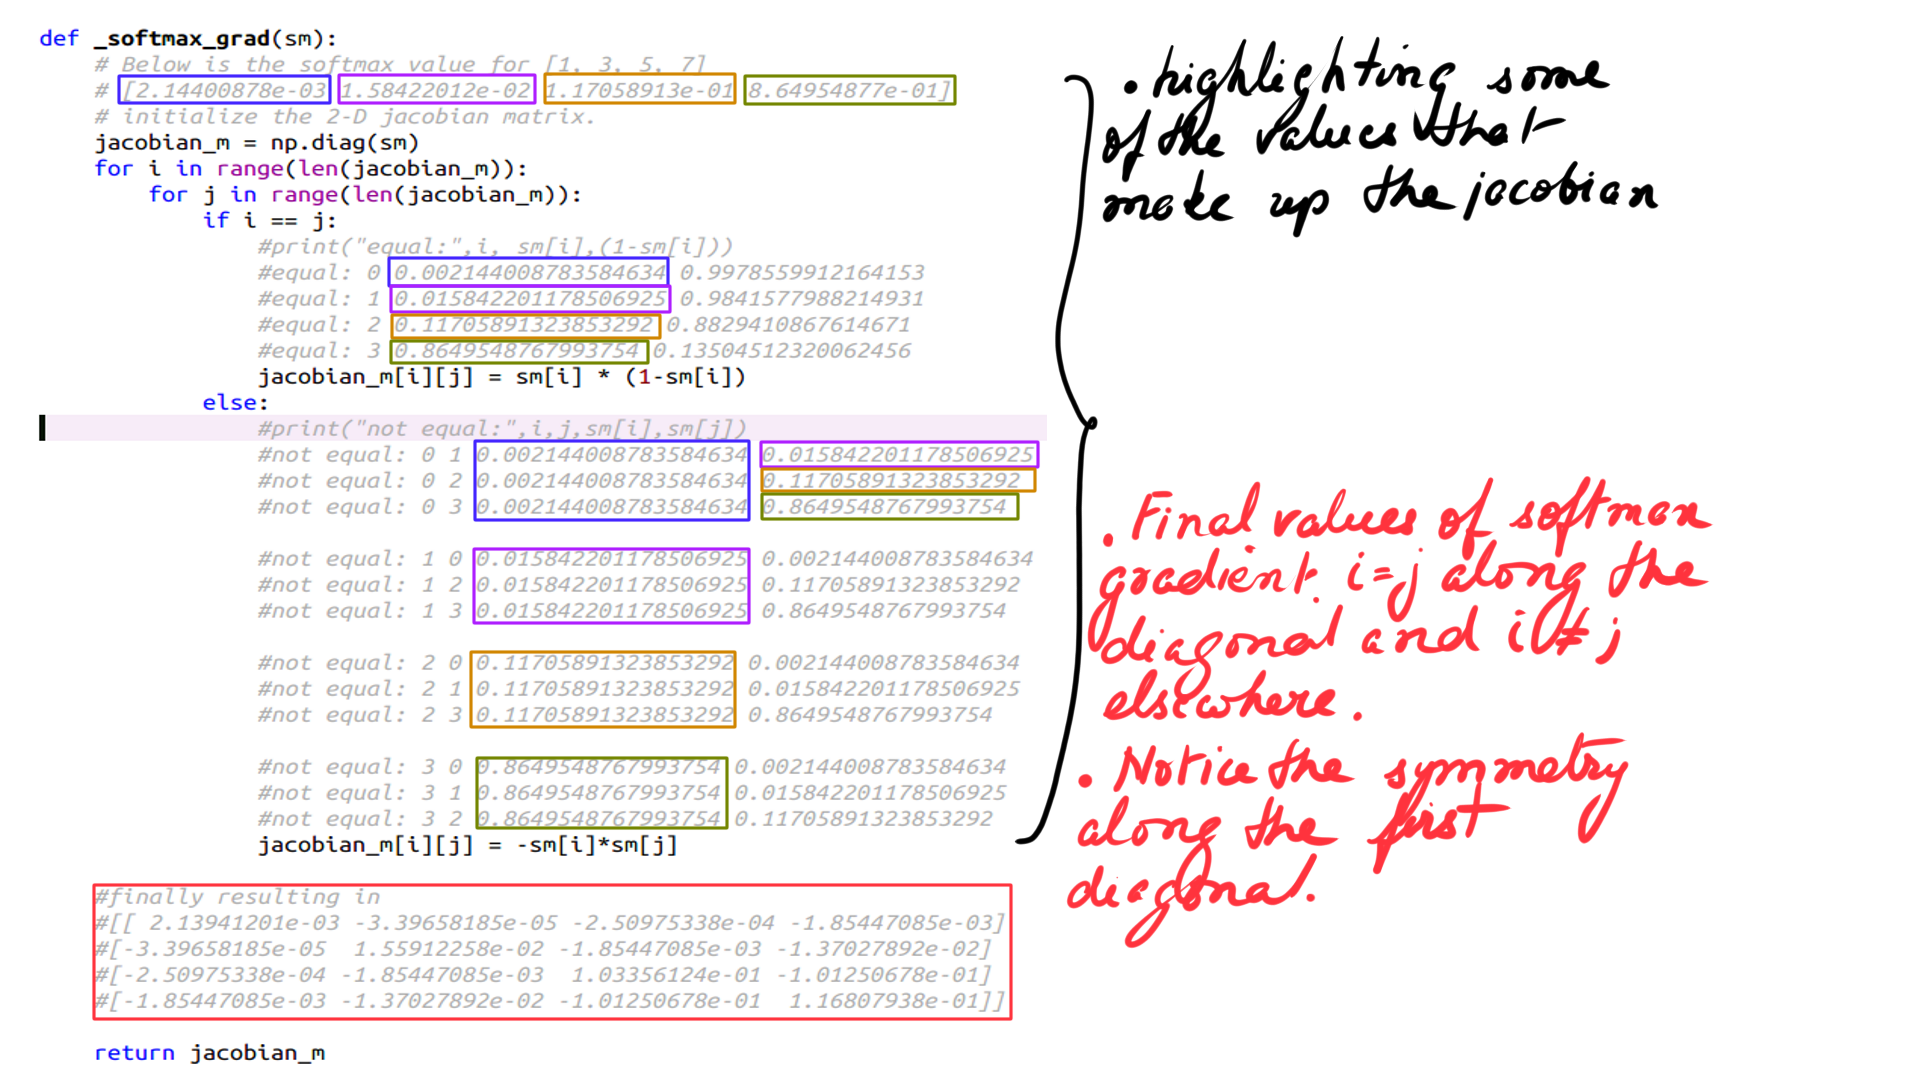 def _softmax_grad(sm):
# Below is the softmax value for [1, 3, 5, 7]
# [2.14400878e-03 1.58422012e-02 1.17058913e-01 8.64954877e-01]
# initialize the 2-D jacobian matrix.
jacobian_m = np.diag(sm)
for i in range(len(jacobian_m)):
for j in range(len(jacobian_m)):
if i == j:
#print("equal:",i, sm[i],(1-sm[i]))
#equal: 0 0.002144008783584634 0.9978559912164153
#equal: 1 0.015842201178506925 0.9841577988214931
#equal: 2 0.11705891323853292 0.8829410867614671
#equal: 3 0.8649548767993754 0.13504512320062456
jacobian_m[i][j] = sm[i] * (1-sm[i])
else:
#print("not equal:",i,j,sm[i],sm[j])
#not equal: 0 1 0.002144008783584634 0.015842201178506925
#not equal: 0 2 0.002144008783584634 0.11705891323853292
#not equal: 0 3 0.002144008783584634 0.8649548767993754
#not equal: 1 0 0.015842201178506925 0.002144008783584634
#not equal: 1 2 0.015842201178506925 0.11705891323853292
#not equal: 1 3 0.015842201178506925 0.8649548767993754
#not equal: 2 0 0.11705891323853292 0.002144008783584634
#not equal: 2 1 0.11705891323853292 0.015842201178506925
#not equal: 2 3 0.11705891323853292 0.8649548767993754
#not equal: 3 0 0.8649548767993754 0.002144008783584634
#not equal: 3 1 0.8649548767993754 0.015842201178506925
#not equal: 3 2 0.8649548767993754 0.11705891323853292
jacobian_m[i][j] = -sm[i]*sm[j]
#finally resulting in
#[[ 2.13941201e-03 -3.39658185e-05 -2.50975338e-04 -1.85447085e-03]
#[-3.39658185e-05 1.55912258e-02 -1.85447085e-03 -1.37027892e-02]
#[-2.50975338e-04 -1.85447085e-03 1.03356124e-01 -1.01250678e-01]
#[-1.85447085e-03 -1.37027892e-02 -1.01250678e-01 1.16807938e-01]]
return jacobian_m
. highlighting some
of the values that
make up the jacobian
. Final values of softmax
gradient. i=j along the
diagonal and i ≠ j
elsewhere.
. Notice the symmetry
along the first
diagonal.